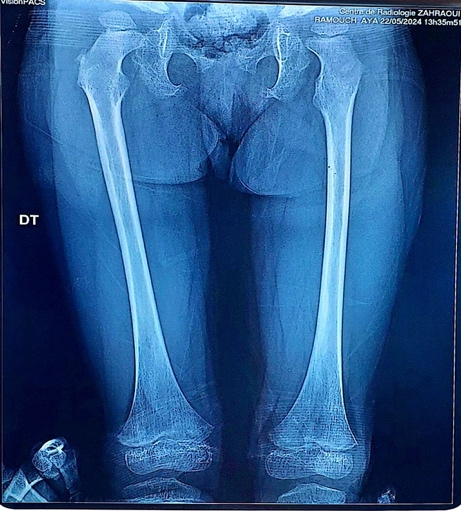 VisionPACS
Centre de Radiologie ZAHRAOUI
RAMOUCH, AYA 22/05/2024 13h35m51
DT